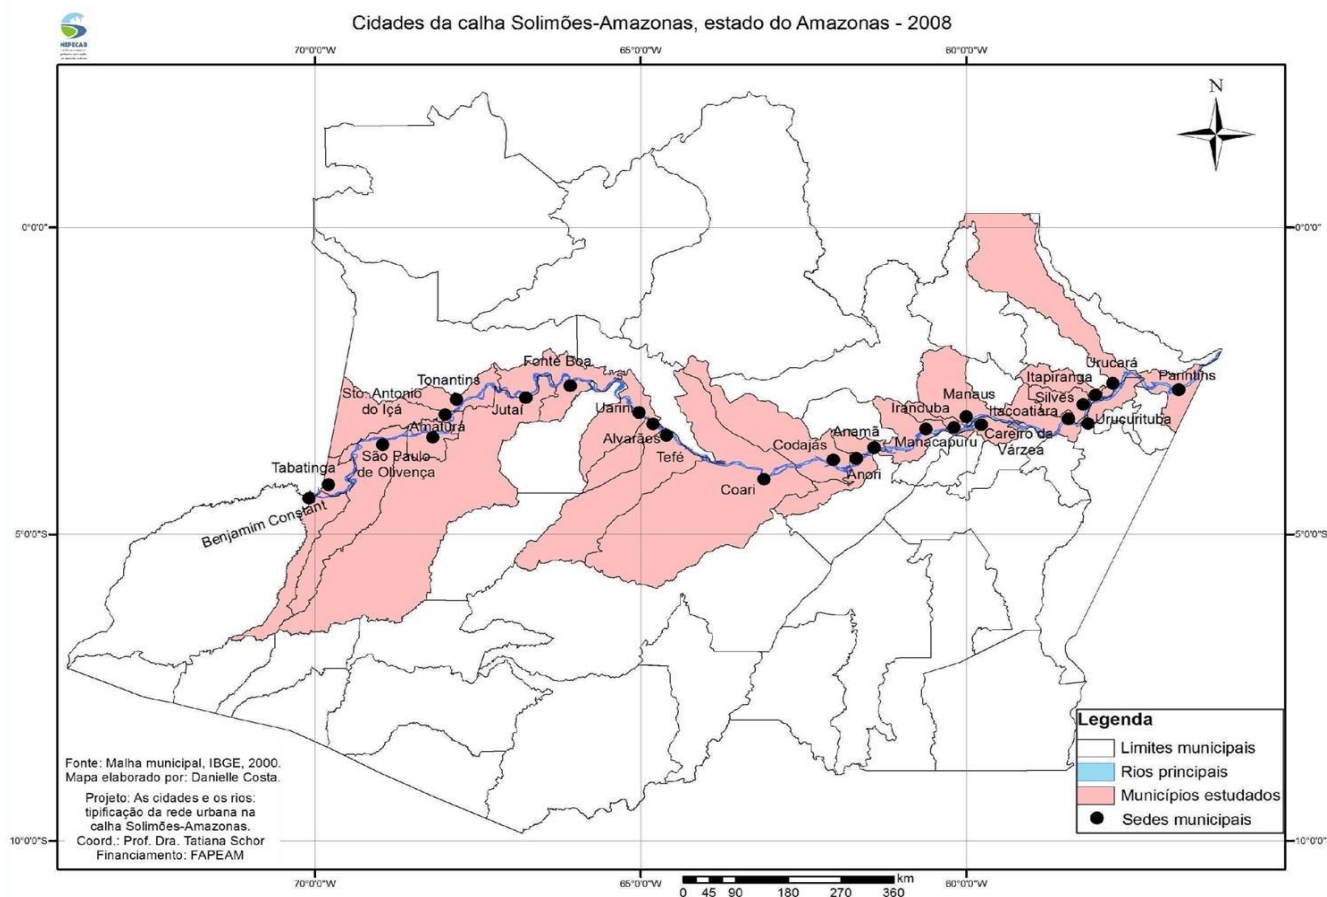 Cidades da calha Solimões-Amazonas, estado do Amazonas - 2008
NEPECAB
70°0'0"W
65°0'0"W
60°0'0"W
N
0°0'0"
0°0'0"
Fonte Boa
Tonantins
Sto. Antonio
do Içá
Jutaí
Uarini
Amaturá
Alvarães
São Paulo
de Olivença
Tefé
Tabatinga
Benjamim Constant
Coari
Codajás
Anamã
Anori
Iranduba
Manacapuru
Manaus
Careiro da
Várzea
Itacoatiara
Silves
Itapiranga
Urucará
Urucurituba
Parintins
5°0'0"S
5°0'0"S
Legenda
Limites municipais
Rios principais
Municípios estudados
Sedes municipais
Fonte: Malha municipal, IBGE, 2000.
Mapa elaborado por: Danielle Costa.
Projeto: As cidades e os rios:
tipificação da rede urbana na
calha Solimões-Amazonas.
Coord.: Prof. Dra. Tatiana Schor
Financiamento: FAPEAM
10°0'0"S
10°0'0"S
70°0'0"W
65°0'0"W
60°0'0"W
km
0 45 90 180 270 360